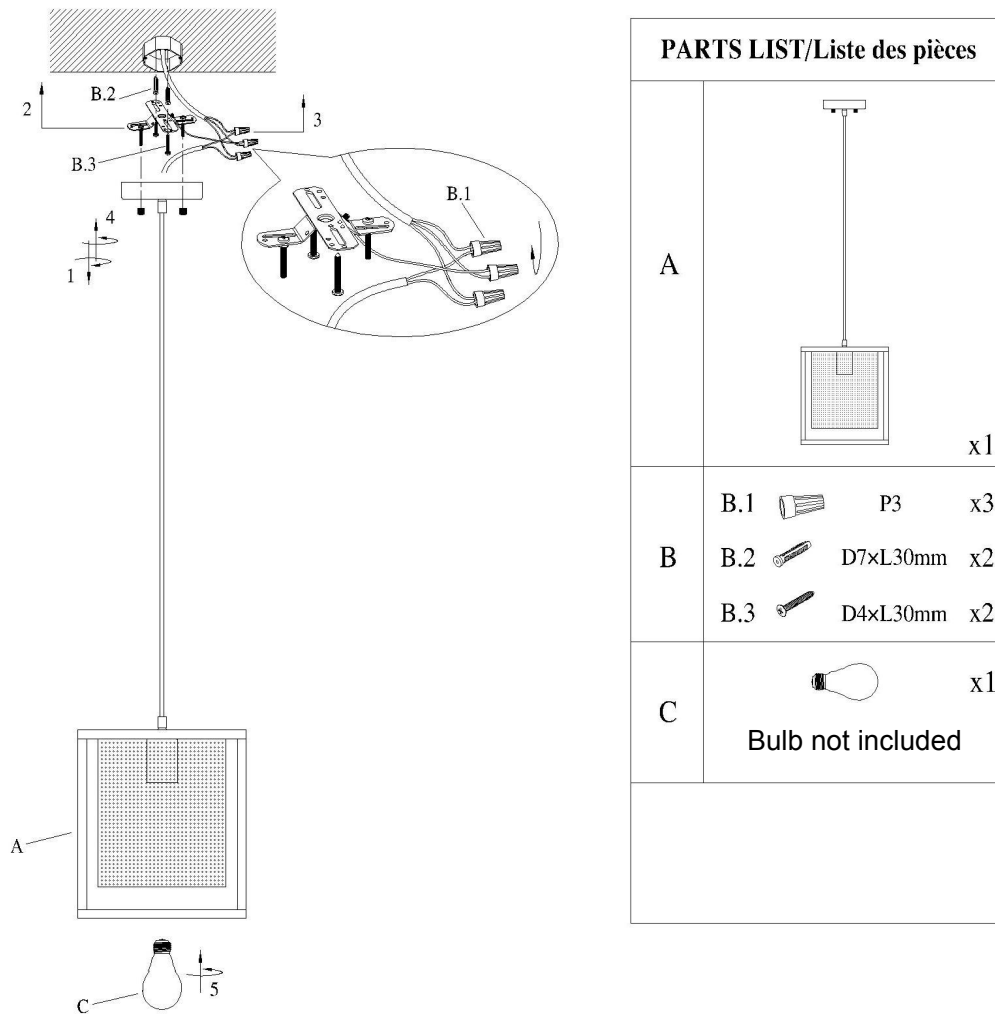 2
B.2
3
B.3
B.1
4
1
A
C
5
PARTS LIST/Liste des pièces
A
x1
B
B.1 P3 x3
B.2 D7×L30mm x2
B.3 D4×L30mm x2
C
x1
Bulb not included